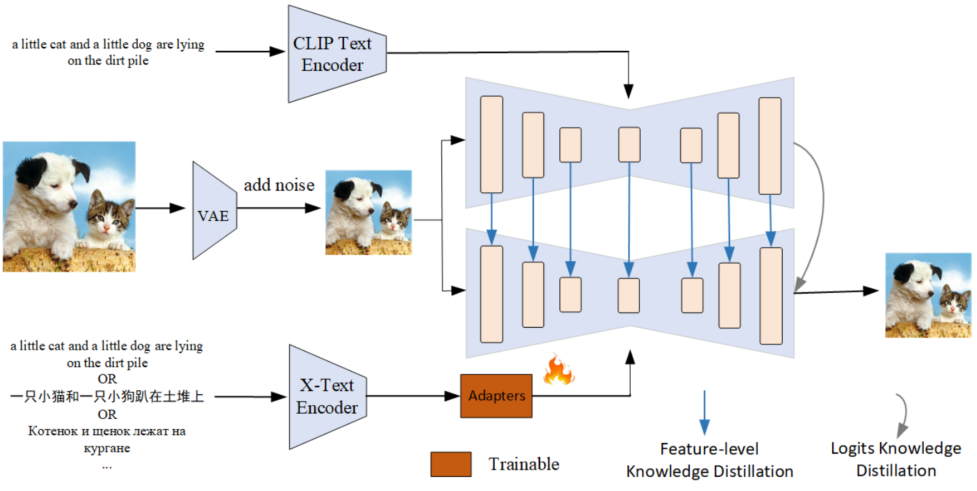 a little cat and a little dog are lying
on the dirt pile
CLIP Text
Encoder
VAE
add noise
a little cat and a little dog are lying
on the dirt pile
OR
一只小猫和一只小狗趴在土堆上
OR
Котенок и щенок лежат на
кургане
...
X-Text
Encoder
Adapters
Trainable
Feature-level
Knowledge Distillation
Logits Knowledge
Distillation